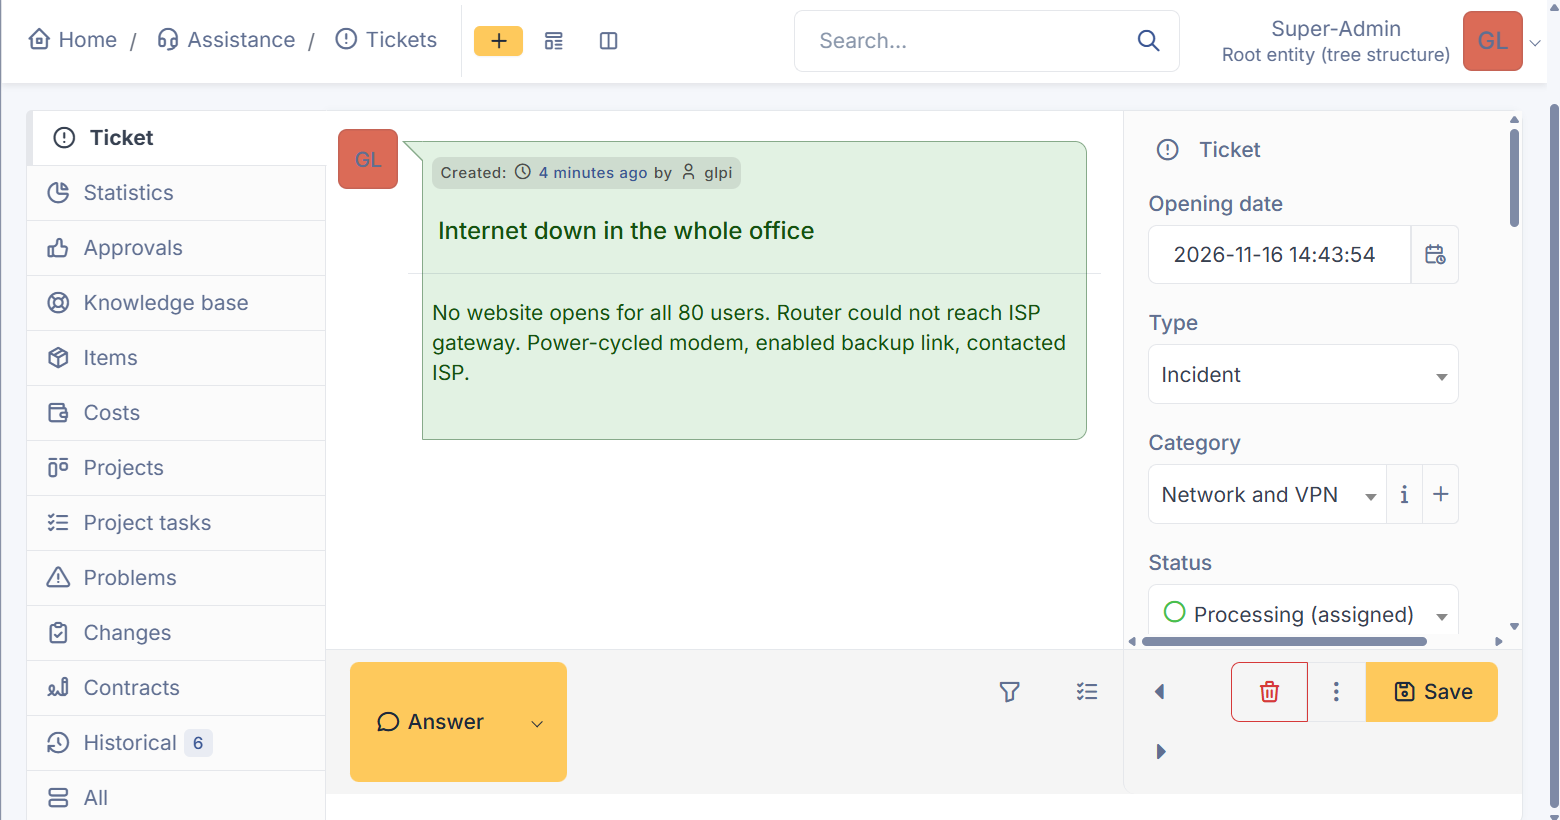 Home / Assistance / Tickets
Search...
Super-Admin
Root entity (tree structure)
GL
Ticket
Statistics
Approvals
Knowledge base
Items
Costs
Projects
Project tasks
Problems
Changes
Contracts
Historical 6
All
GL
Created: 4 minutes ago by glpi
Internet down in the whole office
No website opens for all 80 users. Router could not reach ISP
gateway. Power-cycled modem, enabled backup link, contacted
ISP.
Answer
Ticket
Opening date
2026-11-16 14:43:54
Type
Incident
Category
Network and VPN
Status
Processing (assigned)
Save